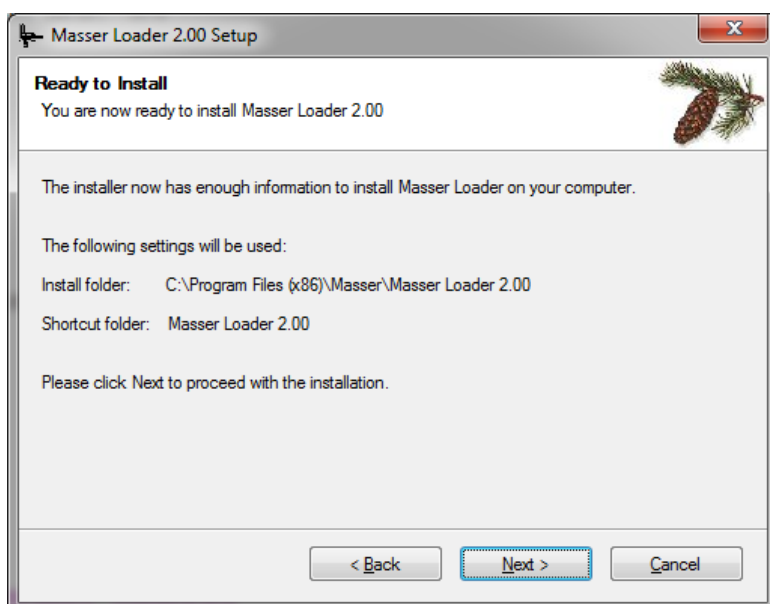 Masser Loader 2.00 Setup
Ready to Install
You are now ready to install Masser Loader 2.00
The installer now has enough information to install Masser Loader on your computer.
The following settings will be used:
Install folder: C:\Program Files (x86)\Masser\Masser Loader 2.00
Shortcut folder: Masser Loader 2.00
Please click Next to proceed with the installation.
< Back Next > Cancel